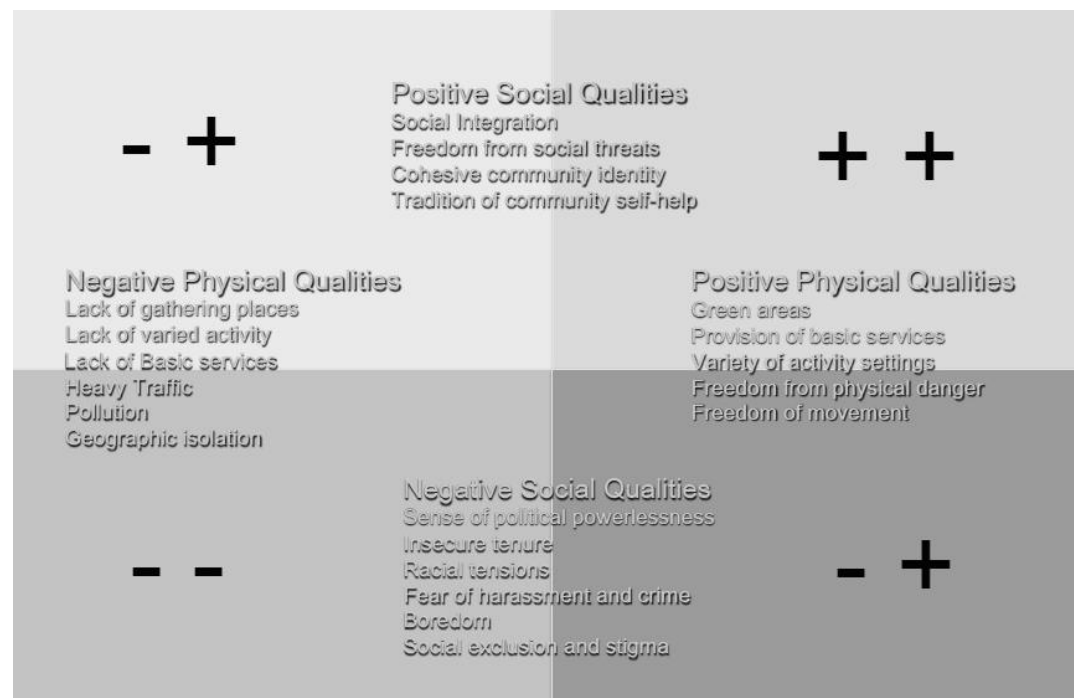 - +
Positive Social Qualities
Social Integration
Freedom from social threats
Cohesive community identity
Tradition of community self-help
+ +
Negative Physical Qualities
Lack of gathering places
Lack of varied activity
Lack of Basic services
Heavy Traffic
Pollution
Geographic isolation
Positive Physical Qualities
Green areas
Provision of basic services
Variety of activity settings
Freedom from physical danger
Freedom of movement
- -
Negative Social Qualities
Sense of political powerlessness
Insecure tenure
Racial tensions
Fear of harassment and crime
Boredom
Social exclusion and stigma
- +